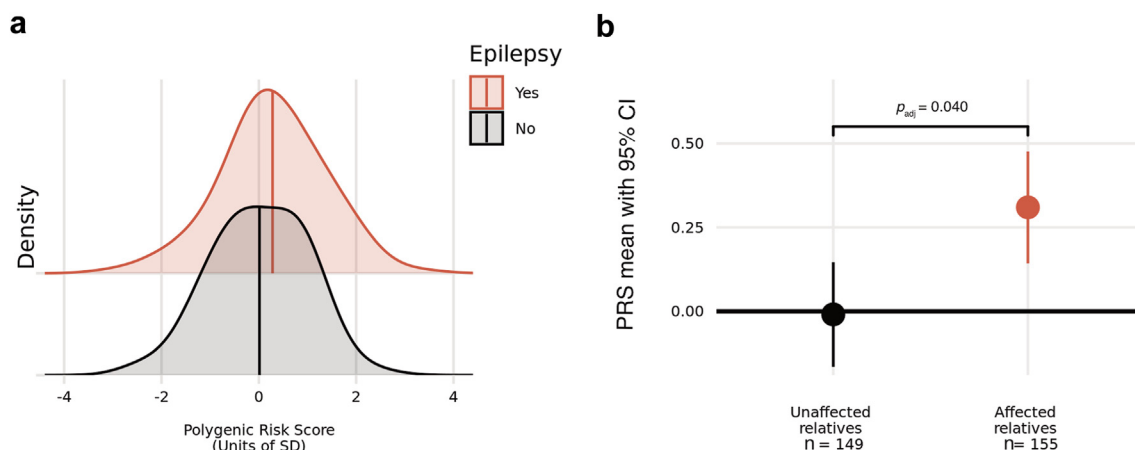 a
Epilepsy
Yes
No
Density
-4
-2
0
2
4
Polygenic Risk Score
(Units of SD)
b
PRS mean with 95% CI
padj = 0.040
0.50
0.25
0.00
Unaffected
relatives
n = 149
Affected
relatives
n= 155